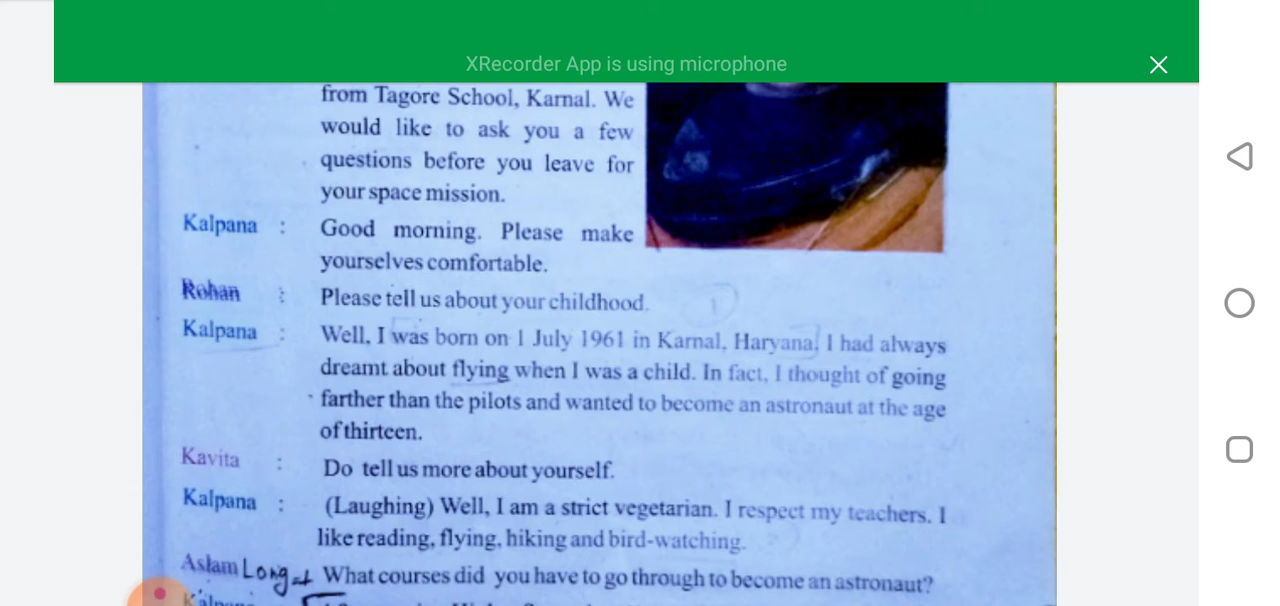 XRecorder App is using microphone
from Tagore School, Karnal. We
would like to ask you a few
questions before you leave for
your space mission.
Kalpana : Good morning. Please make
yourselves comfortable.
Rohan : Please tell us about your childhood.
Kalpana : Well, I was born on 1 July 1961 in Karnal, Haryana. I had always
dreamt about flying when I was a child. In fact, I thought of going
farther than the pilots and wanted to become an astronaut at the age
of thirteen.
Kavita : Do tell us more about yourself.
Kalpana : (Laughing) Well, I am a strict vegetarian. I respect my teachers. I
like reading, flying, hiking and bird-watching.
Aslam Long What courses did you have to go through to become an astronaut?
Kalpana